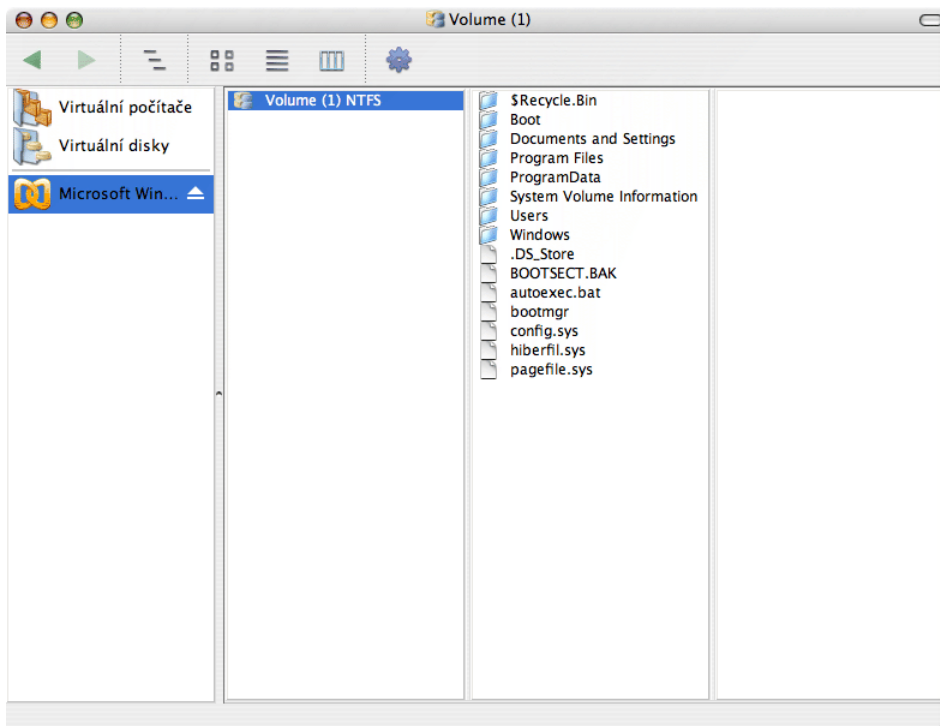 Volume (1)
Virtuální počítače
Virtuální disky
Microsoft Win...
Volume (1) NTFS
$Recycle.Bin
Boot
Documents and Settings
Program Files
ProgramData
System Volume Information
Users
Windows
.DS_Store
BOOTSECT.BAK
autoexec.bat
bootmgr
config.sys
hiberfil.sys
pagefile.sys